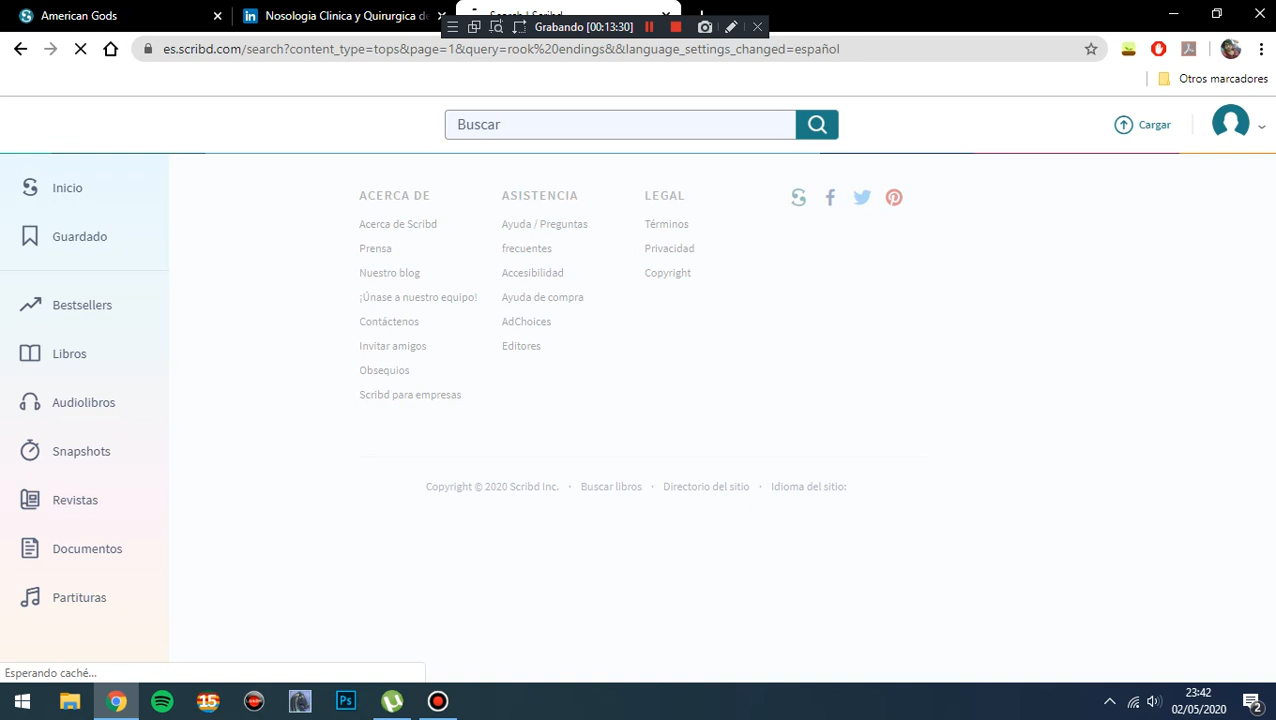 American Gods × Nosologia Clinica y Quirurgica de ×
Grabando [00:13:30]
es.scribd.com/search?content_type=tops&page=1&query=rook%20endings&&language_settings_changed=español
Otros marcadores
Buscar
Cargar
Inicio
Guardado
Bestsellers
Libros
Audiolibros
Snapshots
Revistas
Documentos
Partituras
ACERCA DE
Acerca de Scribd
Prensa
Nuestro blog
¡Únase a nuestro equipo!
Contáctenos
Invitar amigos
Obsequios
Scribd para empresas
ASISTENCIA
Ayuda / Preguntas
frecuentes
Accesibilidad
Ayuda de compra
AdChoices
Editores
LEGAL
Términos
Privacidad
Copyright
Copyright © 2020 Scribd Inc. · Buscar libros · Directorio del sitio · Idioma del sitio:
Esperando caché...
15
Ps
23:42
02/05/2020
2